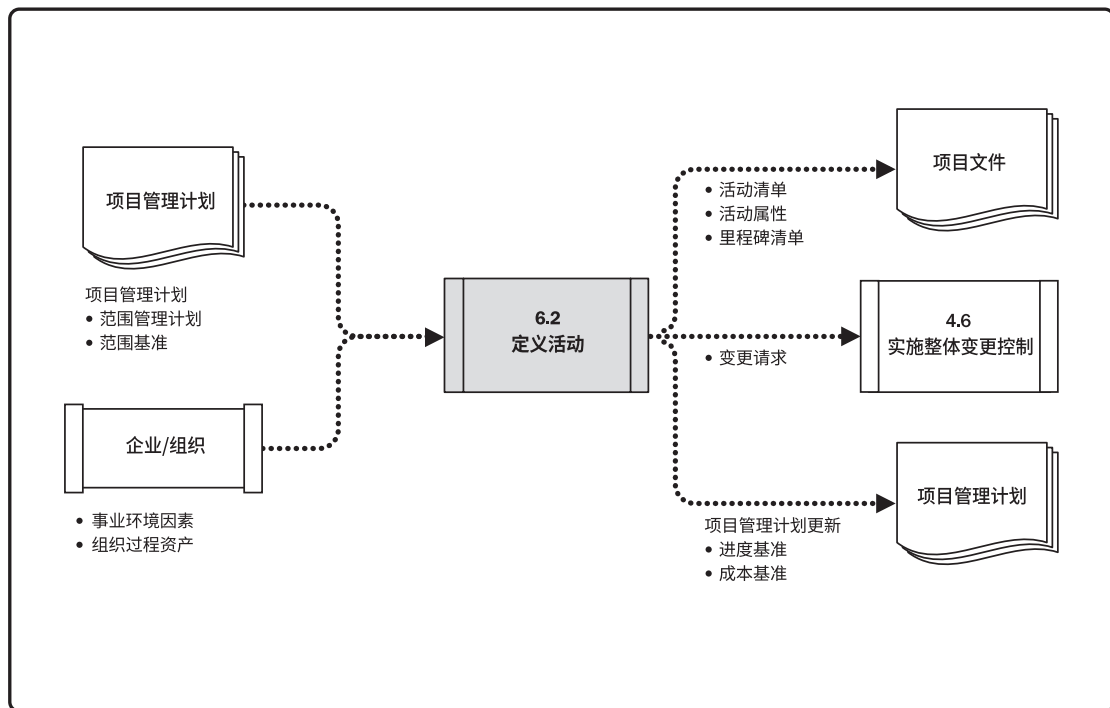 项目管理计划
项目管理计划
• 范围管理计划
• 范围基准
企业/组织
• 事业环境因素
• 组织过程资产
6.2
定义活动
• 活动清单
• 活动属性
• 里程碑清单
项目文件
• 变更请求
4.6
实施整体变更控制
项目管理计划更新
• 进度基准
• 成本基准
项目管理计划